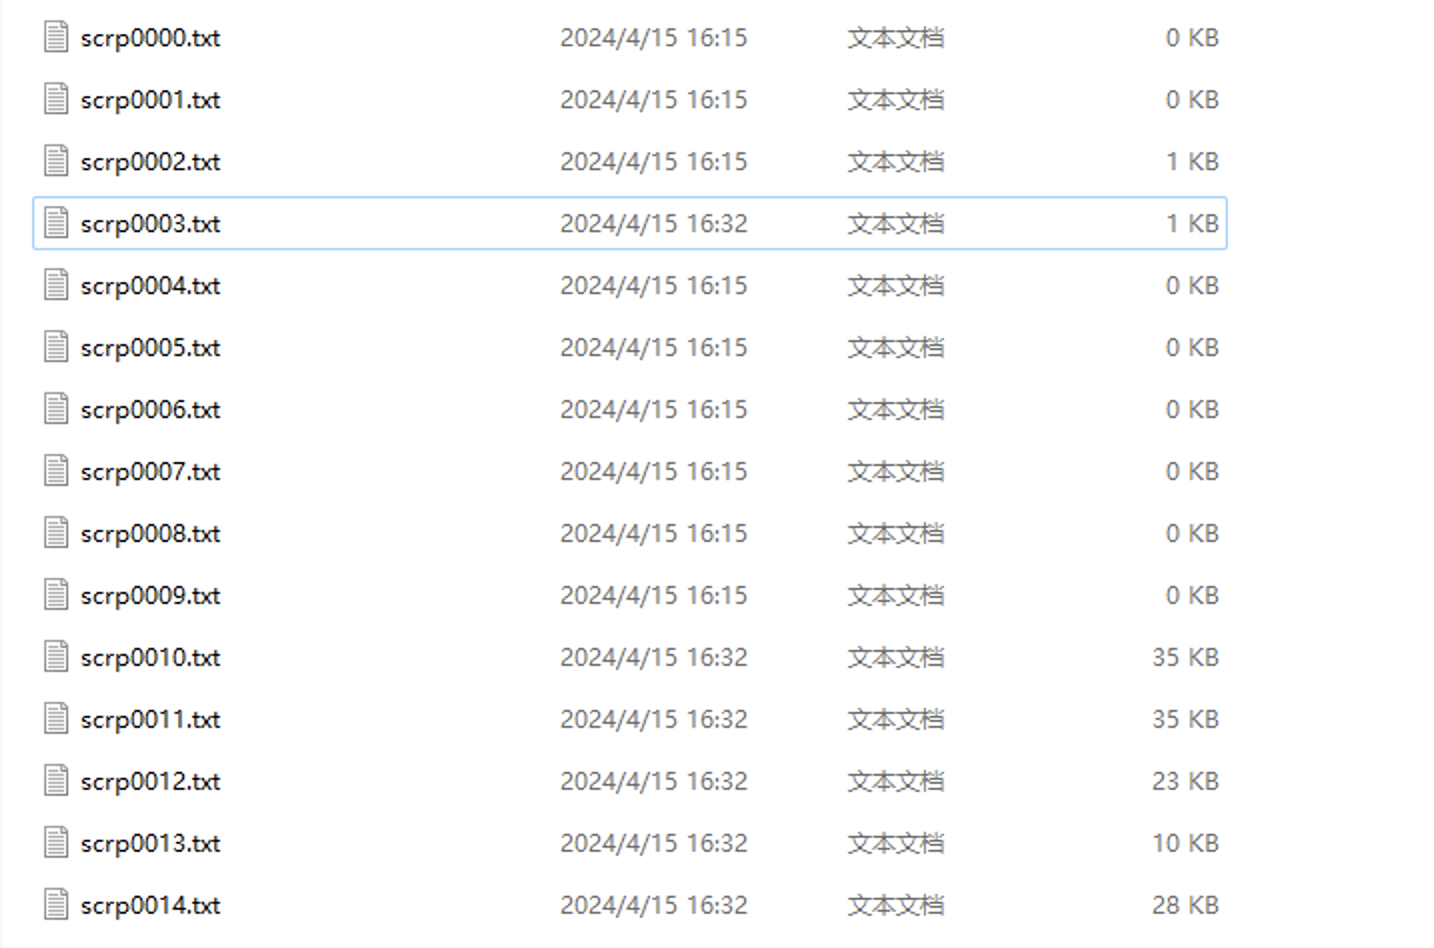 scrp0000.txt 2024/4/15 16:15 文本文档 0 KB
scrp0001.txt 2024/4/15 16:15 文本文档 0 KB
scrp0002.txt 2024/4/15 16:15 文本文档 1 KB
scrp0003.txt 2024/4/15 16:32 文本文档 1 KB
scrp0004.txt 2024/4/15 16:15 文本文档 0 KB
scrp0005.txt 2024/4/15 16:15 文本文档 0 KB
scrp0006.txt 2024/4/15 16:15 文本文档 0 KB
scrp0007.txt 2024/4/15 16:15 文本文档 0 KB
scrp0008.txt 2024/4/15 16:15 文本文档 0 KB
scrp0009.txt 2024/4/15 16:15 文本文档 0 KB
scrp0010.txt 2024/4/15 16:32 文本文档 35 KB
scrp0011.txt 2024/4/15 16:32 文本文档 35 KB
scrp0012.txt 2024/4/15 16:32 文本文档 23 KB
scrp0013.txt 2024/4/15 16:32 文本文档 10 KB
scrp0014.txt 2024/4/15 16:32 文本文档 28 KB